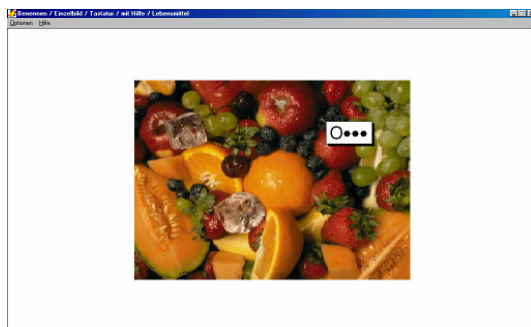 Benennen / Einzelbild / Tastatur / mit Hilfe / Lebensmittel
Optionen Hilfe
O●●●